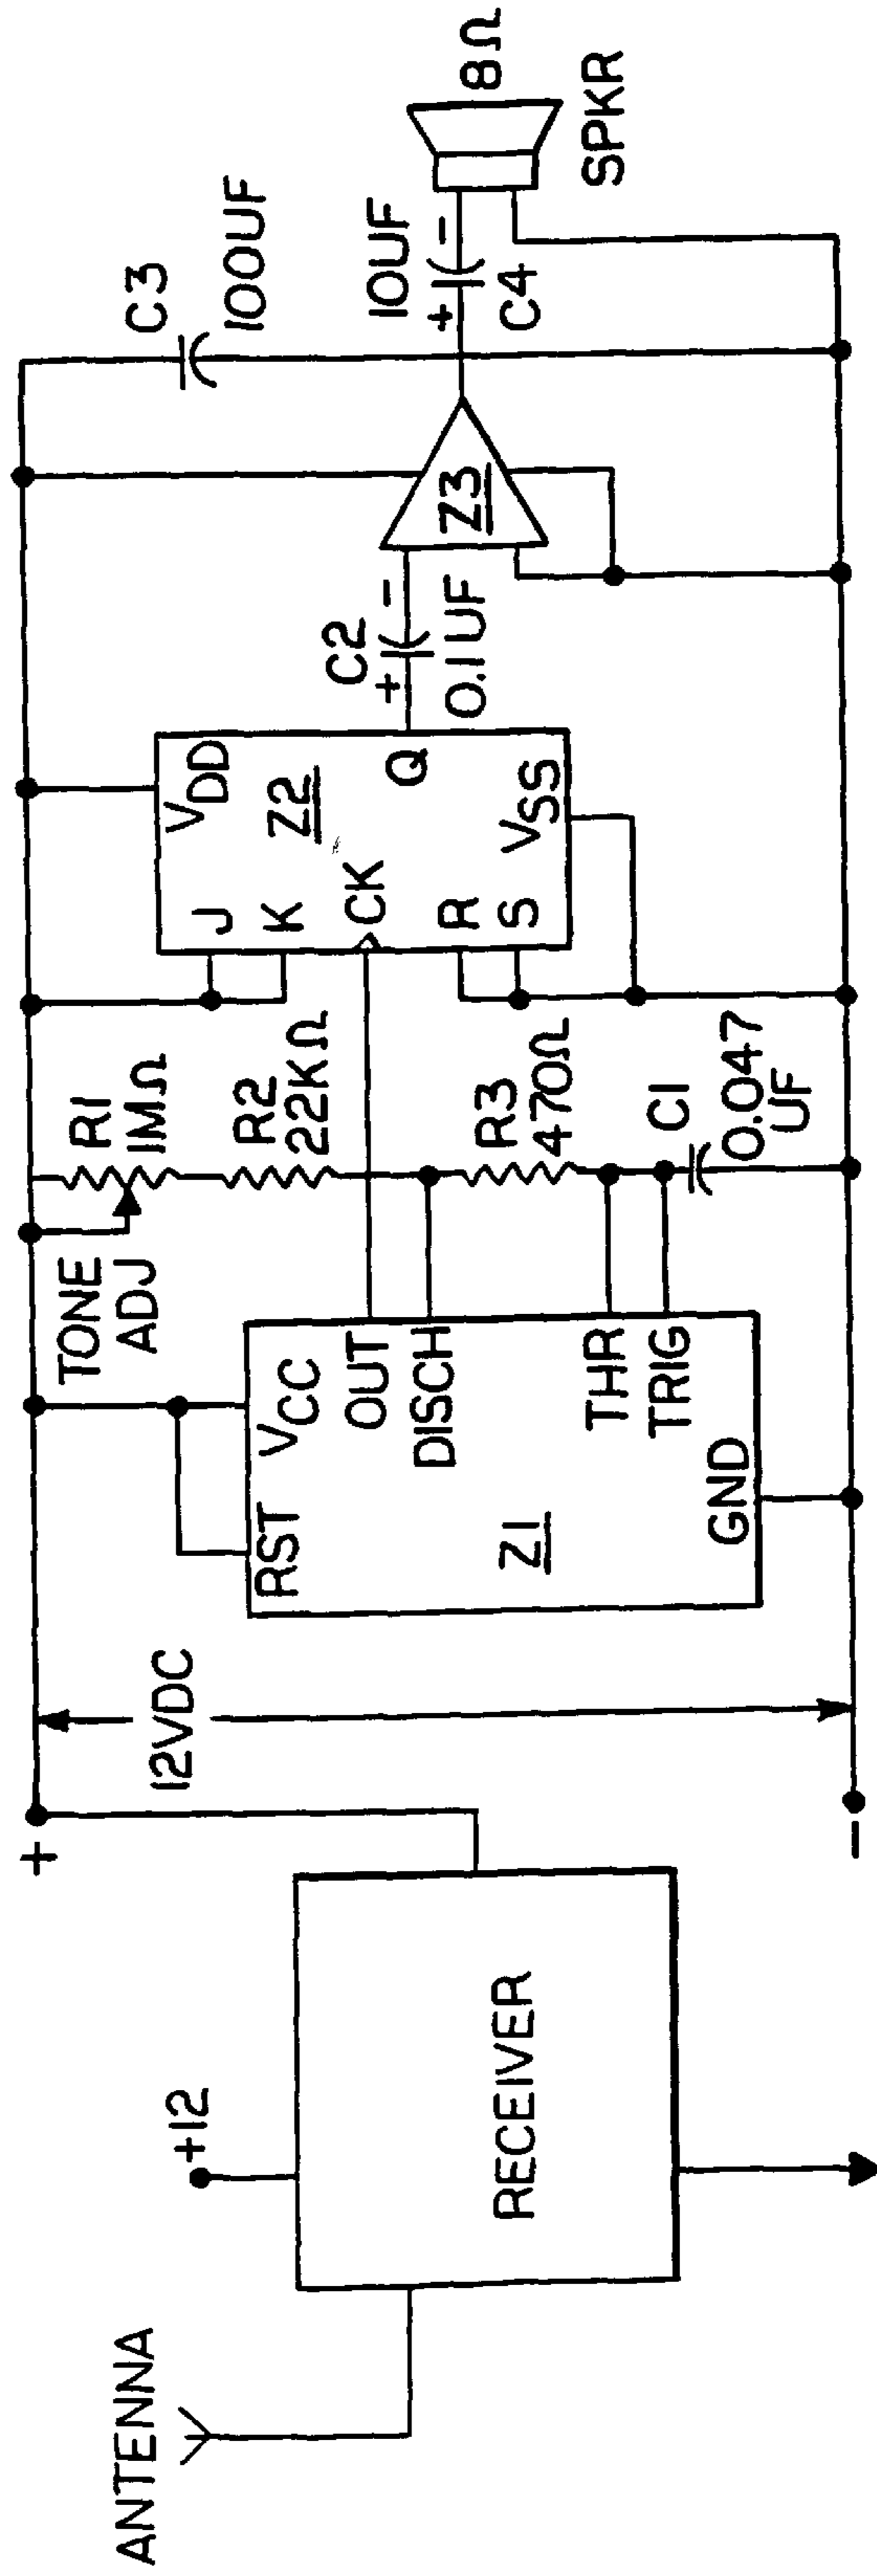 ANTENNA
+12
RECEIVER
+
-
12VDC
RST
VCC
OUT
DISCH
THR
TRIG
GND
Z1
TONE
ADJ
R1
1MΩ
R2
22KΩ
R3
470Ω
C1
0.047
UF
J
K
CK
R
S
VDD
Z2
Q
VSS
C2
+ -
0.1UF
Z3
C3
100UF
10UF
+ -
C4
8Ω
SPKR